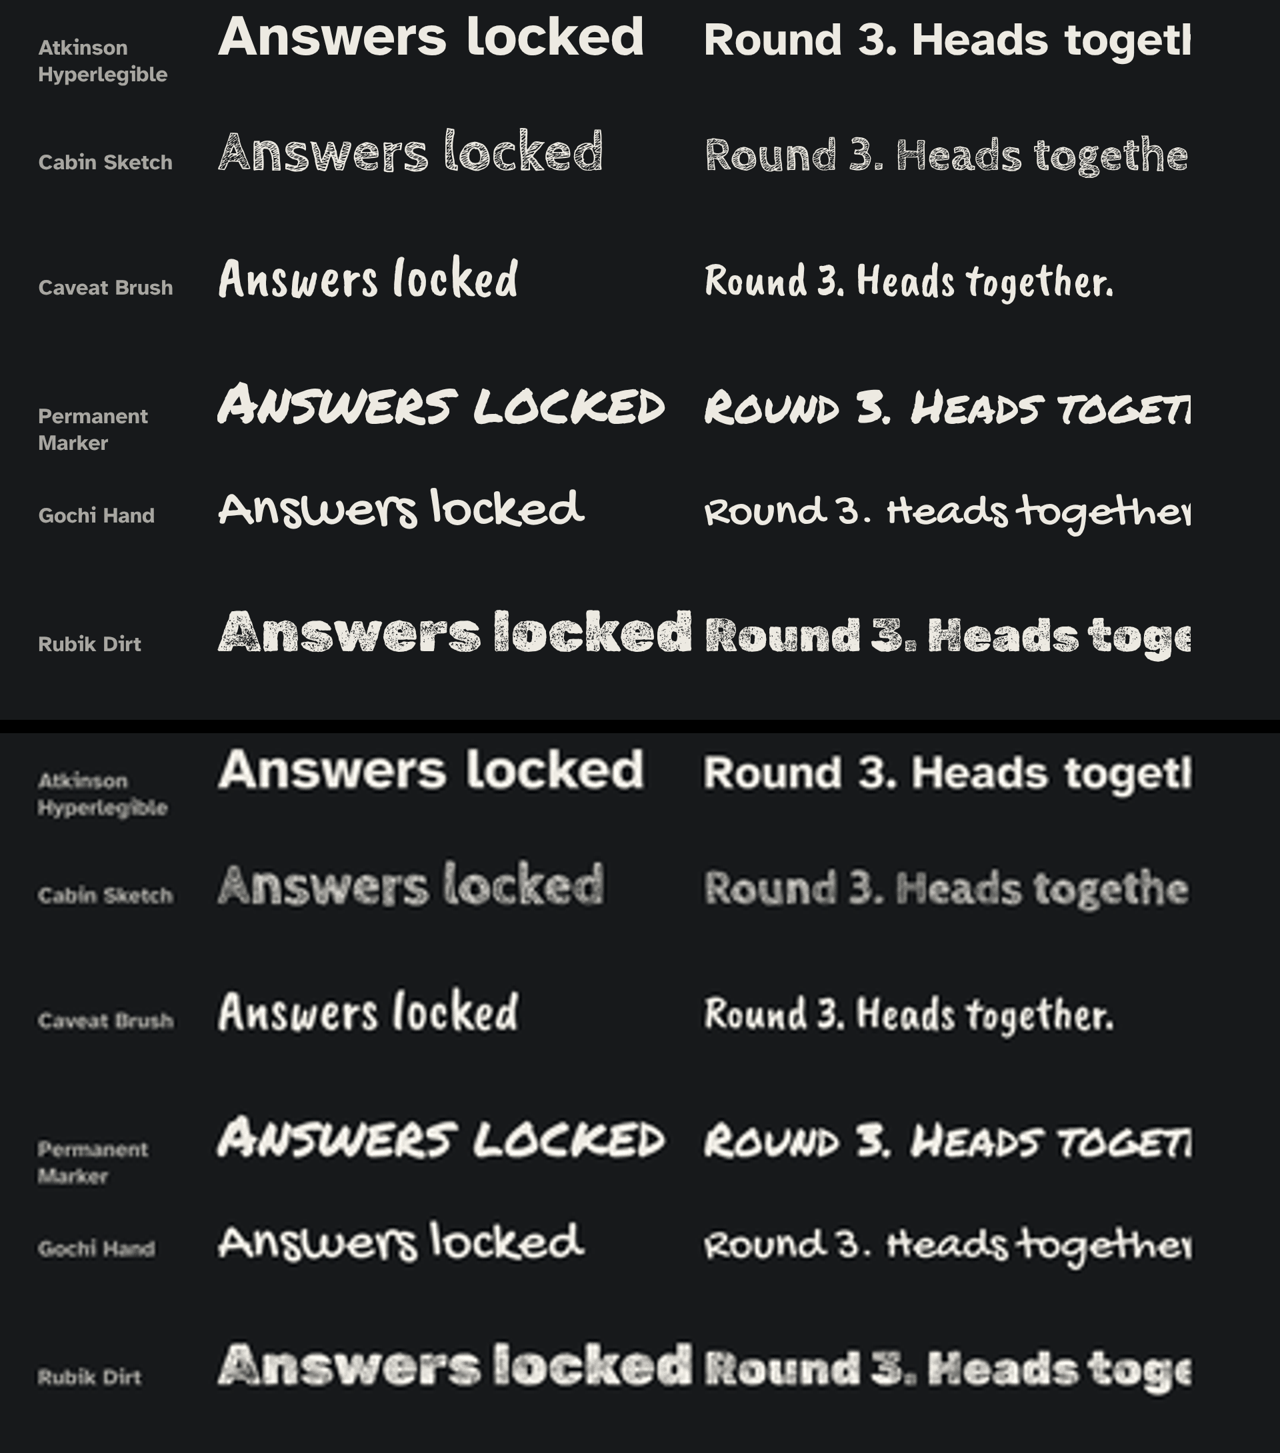 Atkinson Hyperlegible Answers locked Round 3. Heads togeth
Cabin Sketch Answers locked Round 3. Heads togethe
Caveat Brush Answers locked Round 3. Heads together.
Permanent Marker Answers locked Round 3. Heads toget
Gochi Hand Answers locked Round 3. Heads together
Rubik Dirt Answers locked Round 3. Heads toge
Atkinson Hyperlegible Answers locked Round 3. Heads togeth
Cabin Sketch Answers locked Round 3. Heads togethe
Caveat Brush Answers locked Round 3. Heads together.
Permanent Marker Answers locked Round 3. Heads toget
Gochi Hand Answers locked Round 3. Heads together
Rubik Dirt Answers locked Round 3. Heads toge